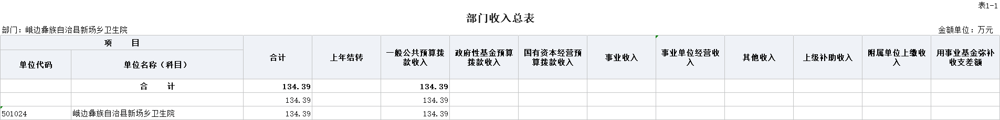 表1-1
部门收入总表
部门：峨边彝族自治县新场乡卫生院
金额单位：万元
项 目
合计
上年结转
一般公共预算拨
款收入
政府性基金预算
拨款收入
国有资本经营预
算拨款收入
事业收入
事业单位经营收
入
其他收入
上级补助收入
附属单位上缴收
入
用事业基金弥补
收支差额
单位代码
单位名称（科目）
合 计
134.39
134.39
134.39
134.39
501024
峨边彝族自治县新场乡卫生院
134.39
134.39